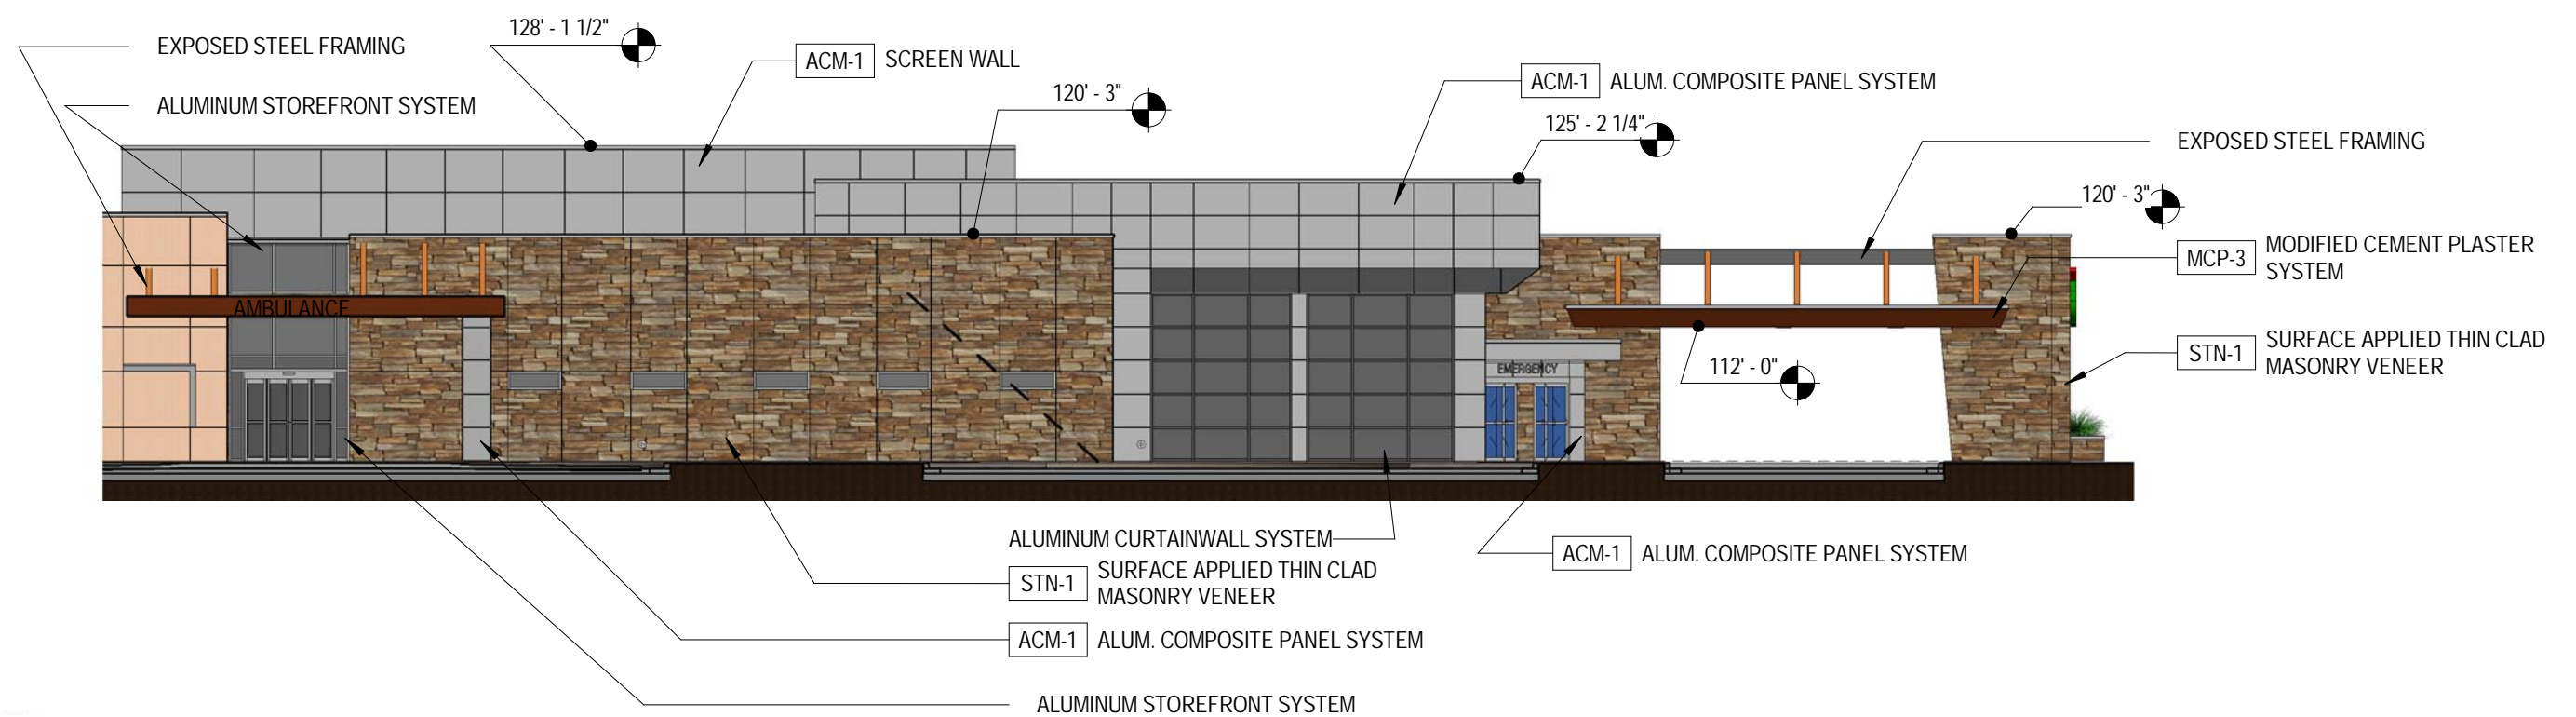 128' - 1 1/2"
EXPOSED STEEL FRAMING
ACM-1 SCREEN WALL
ACM-1 ALUM. COMPOSITE PANEL SYSTEM
120' - 3"
ALUMINUM STOREFRONT SYSTEM
125' - 2 1/4"
EXPOSED STEEL FRAMING
120' - 3"
MCP-3 MODIFIED CEMENT PLASTER
SYSTEM
AMBULANCE
STN-1 SURFACE APPLIED THIN CLAD
MASONRY VENEER
112' - 0"
EMERGENCY
ALUMINUM CURTAINWALL SYSTEM
ACM-1 ALUM. COMPOSITE PANEL SYSTEM
STN-1 SURFACE APPLIED THIN CLAD
MASONRY VENEER
ACM-1 ALUM. COMPOSITE PANEL SYSTEM
ALUMINUM STOREFRONT SYSTEM